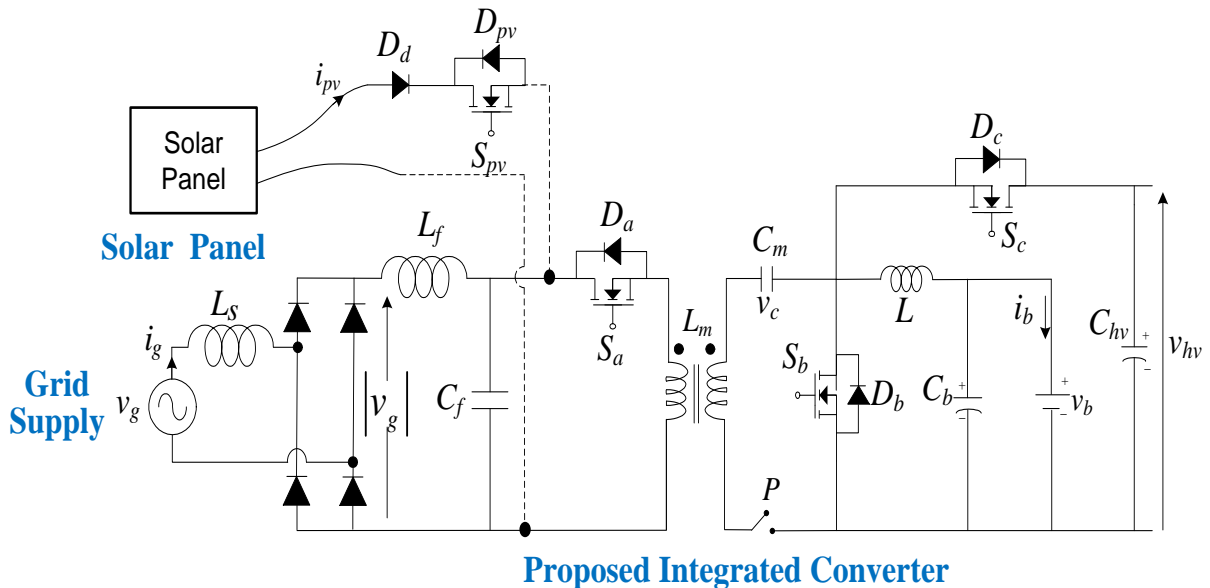 D_pv
D_d
i_pv
Solar
Panel
S_pv
Solar Panel
D_c
S_c
L_f
D_a
C_m
v_c
L_m
S_a
L
L_s
i_g
Grid
Supply
v_g
|v_g|
C_f
S_b
D_b
C_b
+
−
i_b
+
−
v_b
C_hv
+
−
v_hv
P
Proposed Integrated Converter